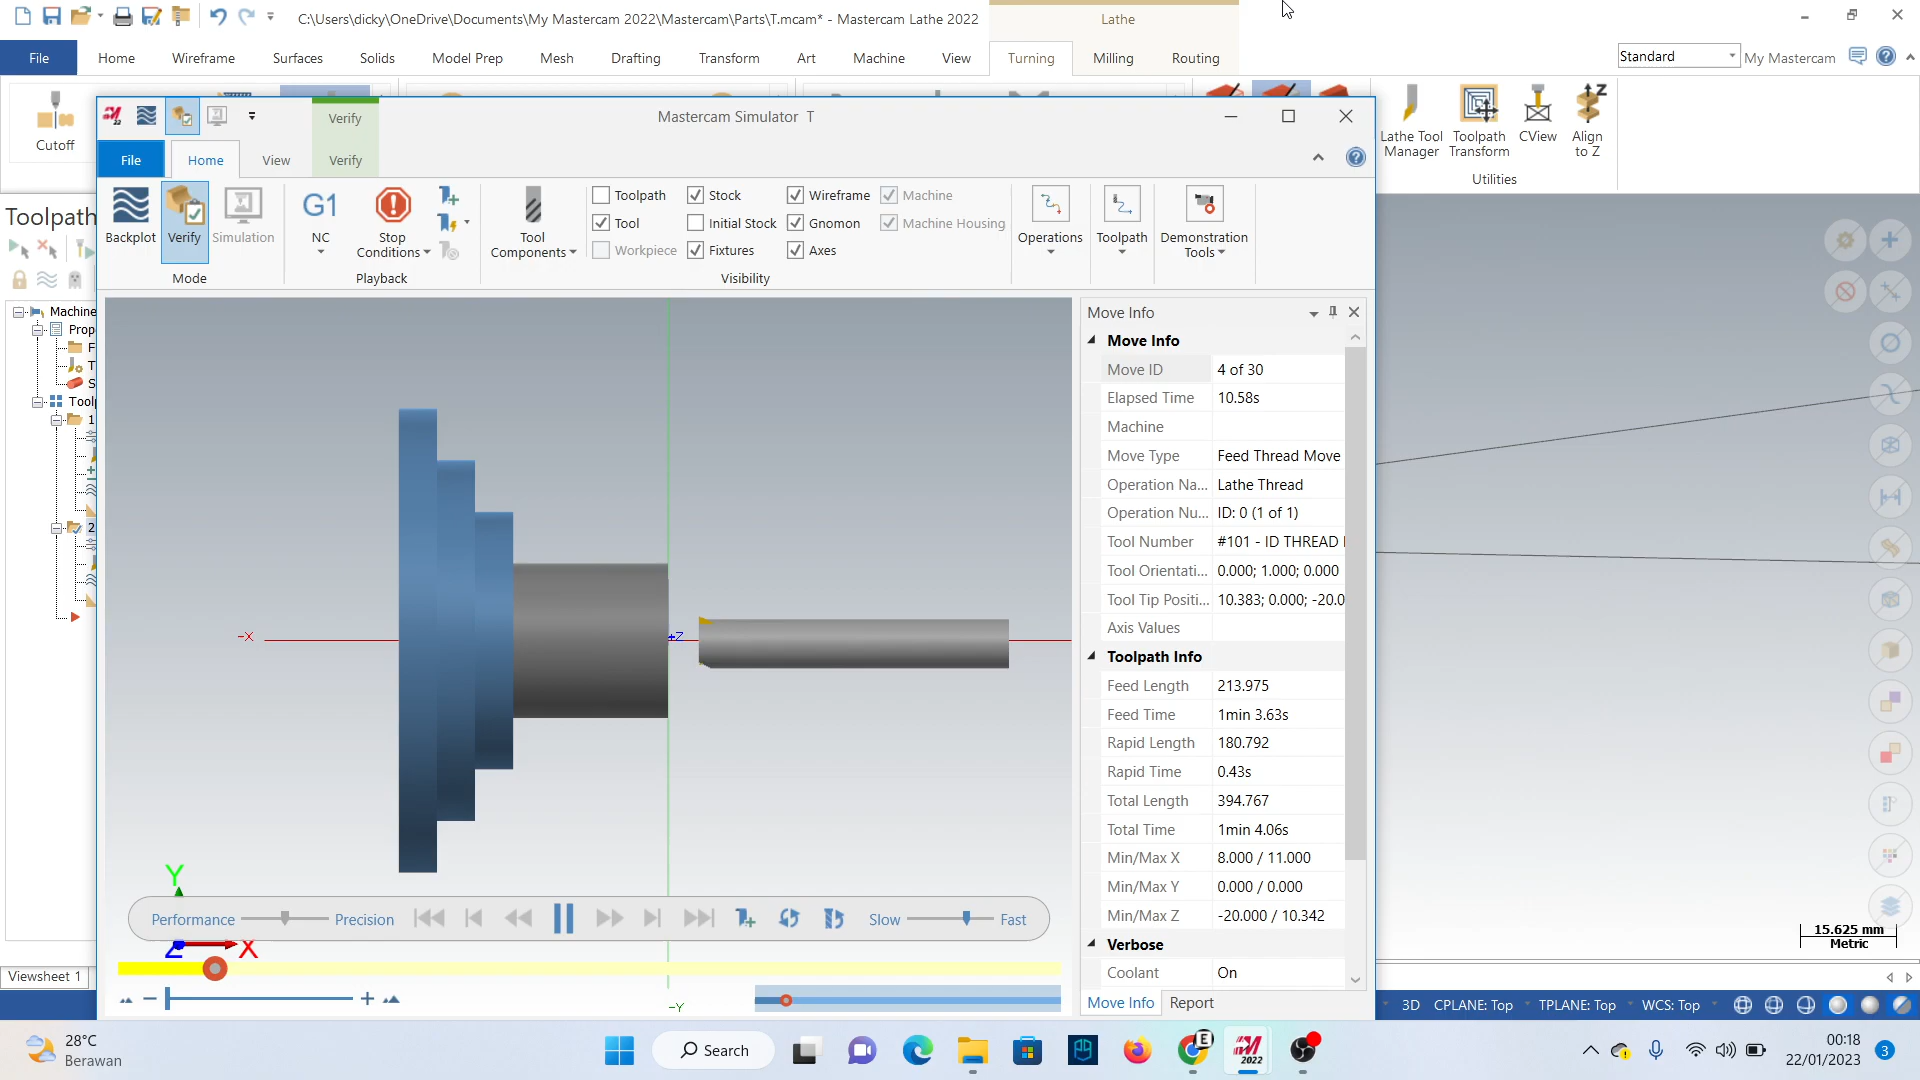 C:\Users\dicky\OneDrive\Documents\My Mastercam 2022\Mastercam\Parts\T.mcam* - Mastercam Lathe 2022
Lathe
File
Home
Wireframe
Surfaces
Solids
Model Prep
Mesh
Drafting
Transform
Art
Machine
View
Turning
Milling
Routing
Standard
My Mastercam
Cutoff
Lathe Tool Manager
Toolpath Transform
CView
Align to Z
Utilities
Verify
Mastercam Simulator T
File
Home
View
Verify
Backplot
Verify
Simulation
Mode
G1
NC
Stop Conditions
Playback
Tool Components
Toolpath
Stock
Wireframe
Machine
Tool
Initial Stock
Gnomon
Machine Housing
Workpiece
Fixtures
Axes
Visibility
Operations
Toolpath
Demonstration Tools
Toolpath
Machine
Prop
F
T
S
Toolp
1
2
-X
+Z
-Y
Y
Z
X
Move Info
Move Info
Move ID 4 of 30
Elapsed Time 10.58s
Machine
Move Type Feed Thread Move
Operation Na... Lathe Thread
Operation Nu... ID: 0 (1 of 1)
Tool Number #101 - ID THREAD
Tool Orientati... 0.000; 1.000; 0.000
Tool Tip Positi... 10.383; 0.000; -20.0
Axis Values
Toolpath Info
Feed Length 213.975
Feed Time 1min 3.63s
Rapid Length 180.792
Rapid Time 0.43s
Total Length 394.767
Total Time 1min 4.06s
Min/Max X 8.000 / 11.000
Min/Max Y 0.000 / 0.000
Min/Max Z -20.000 / 10.342
Verbose
Coolant On
Move Info
Report
Performance
Precision
Slow
Fast
15.625 mm
Metric
Viewsheet 1
3D
CPLANE: Top
TPLANE: Top
WCS: Top
28°C
Berawan
Search
E
2022
00:18
22/01/2023
3